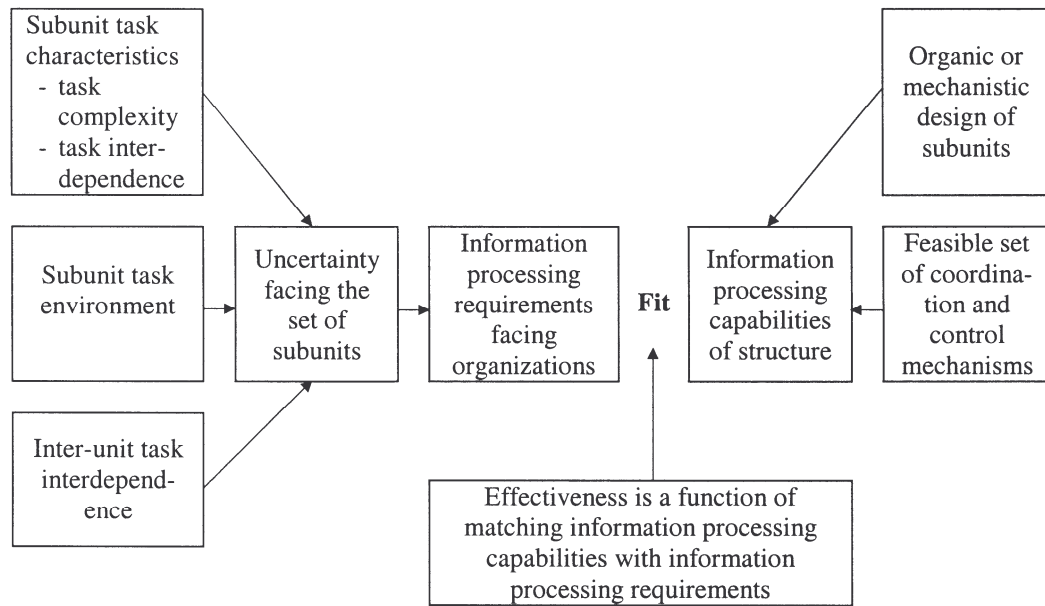 Subunit task
characteristics
- task
complexity
- task inter-
dependence
Subunit task
environment
Inter-unit task
interdepend-
ence
Uncertainty
facing the
set of
subunits
Information
processing
requirements
facing
organizations
Fit
Information
processing
capabilities
of structure
Organic or
mechanistic
design of
subunits
Feasible set
of coordina-
tion and
control
mechanisms
Effectiveness is a function of
matching information processing
capabilities with information
processing requirements